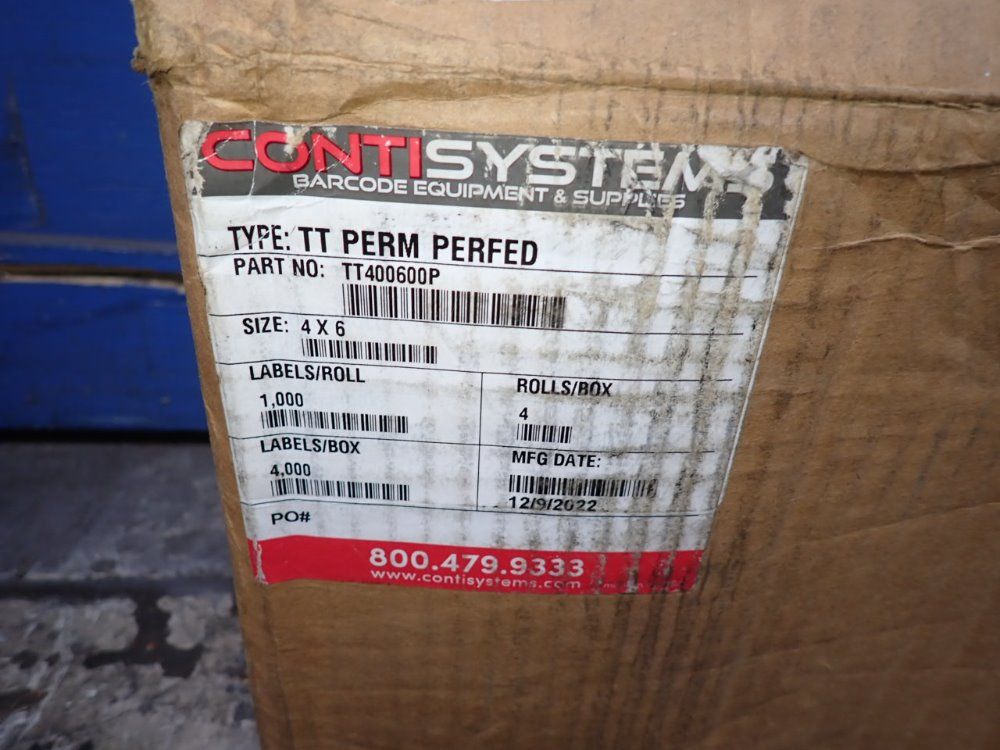 CONTISYSTEMS
BARCODE EQUIPMENT & SUPPLIES
TYPE: TT PERM PERFED
PART NO: TT400600P
SIZE: 4 X 6
LABELS/ROLL
1,000
ROLLS/BOX
4
LABELS/BOX
4,000
MFG DATE:
12/9/2022
PO#
800.479.9333
www.contisystems.com